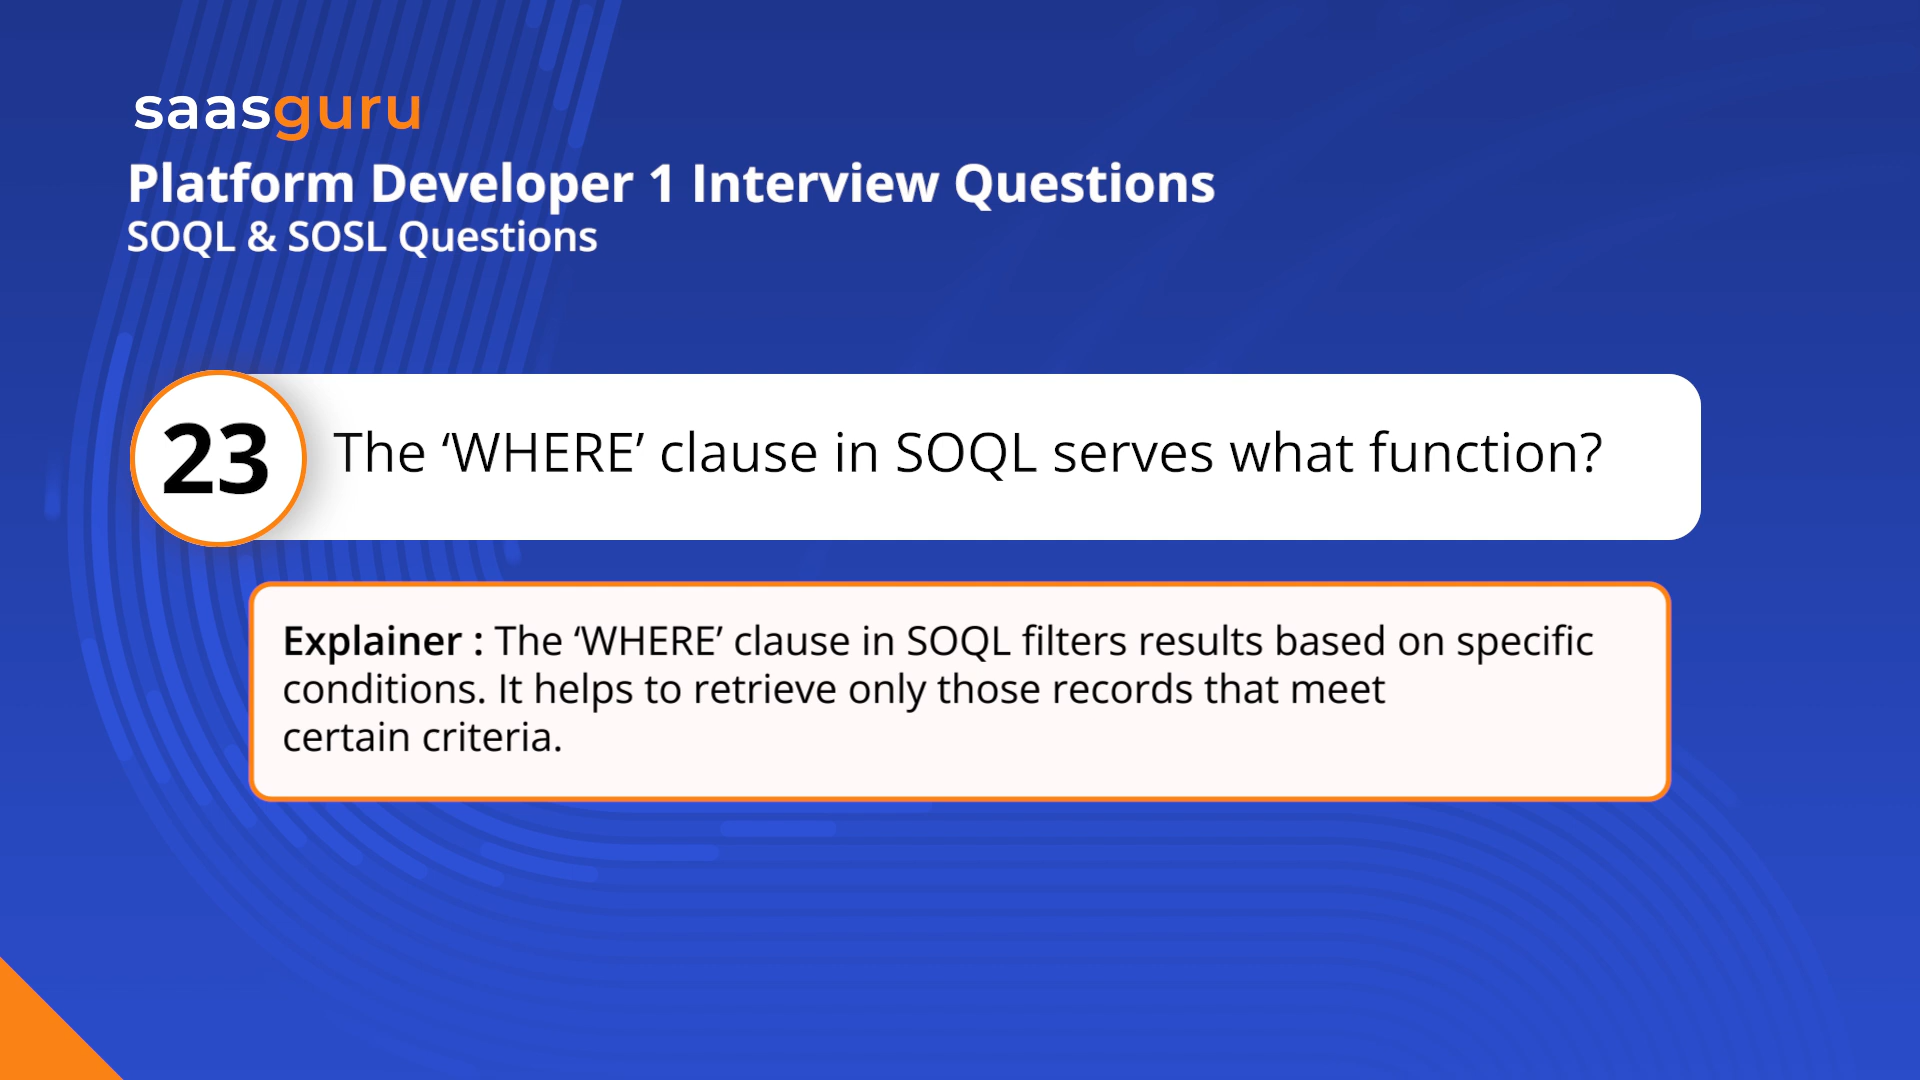 saasguru
Platform Developer 1 Interview Questions
SOQL & SOSL Questions
23
The ‘WHERE’ clause in SOQL serves what function?
Explainer : The ‘WHERE’ clause in SOQL filters results based on specific
conditions. It helps to retrieve only those records that meet
certain criteria.